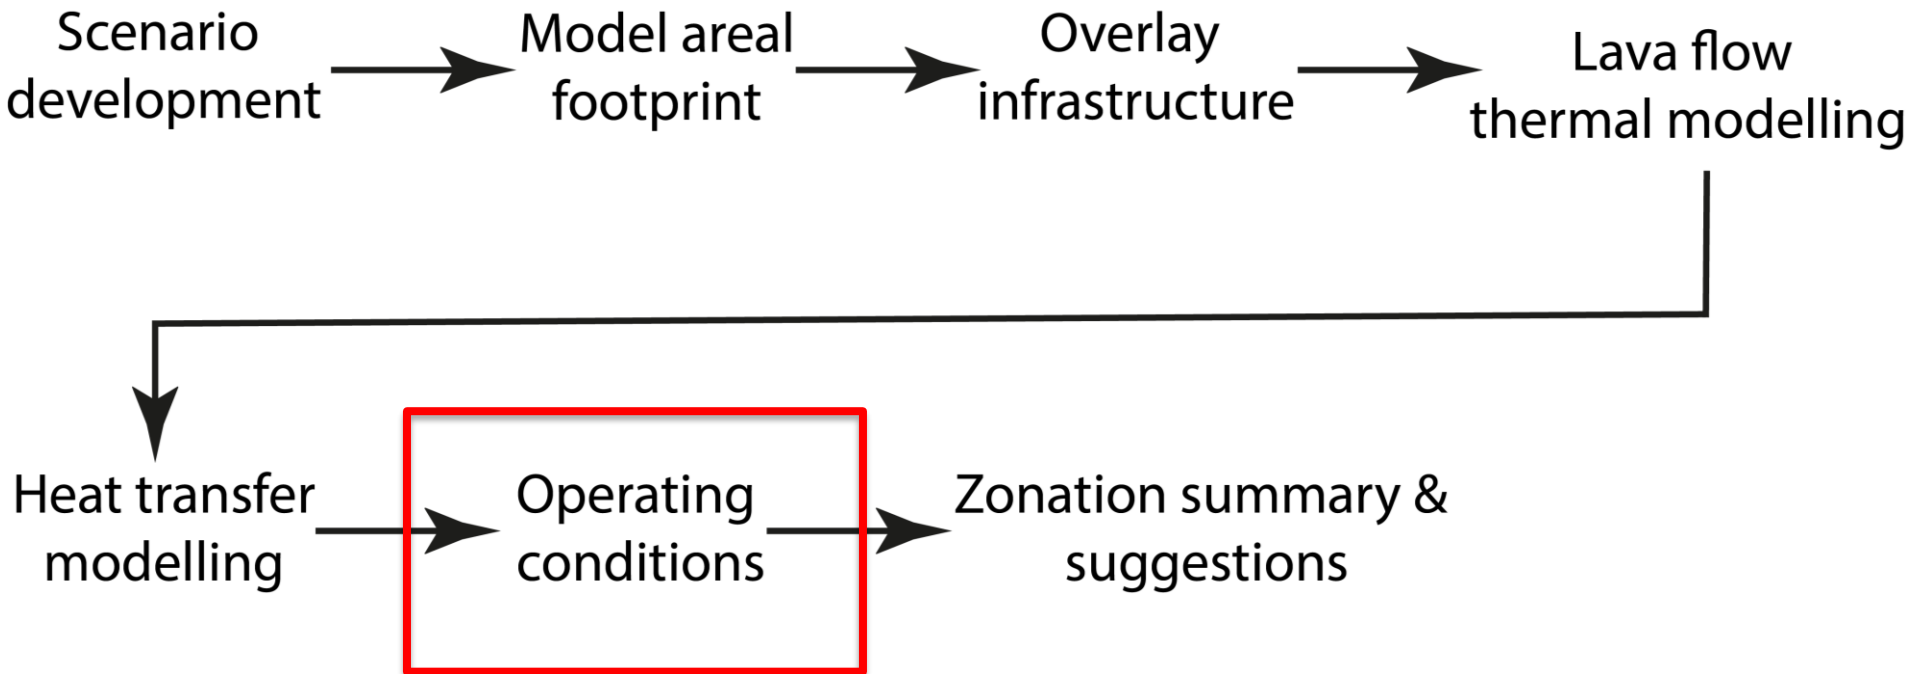 Scenario
development
Model areal
footprint
Overlay
infrastructure
Lava flow
thermal modelling
Heat transfer
modelling
Operating
conditions
Zonation summary &
suggestions